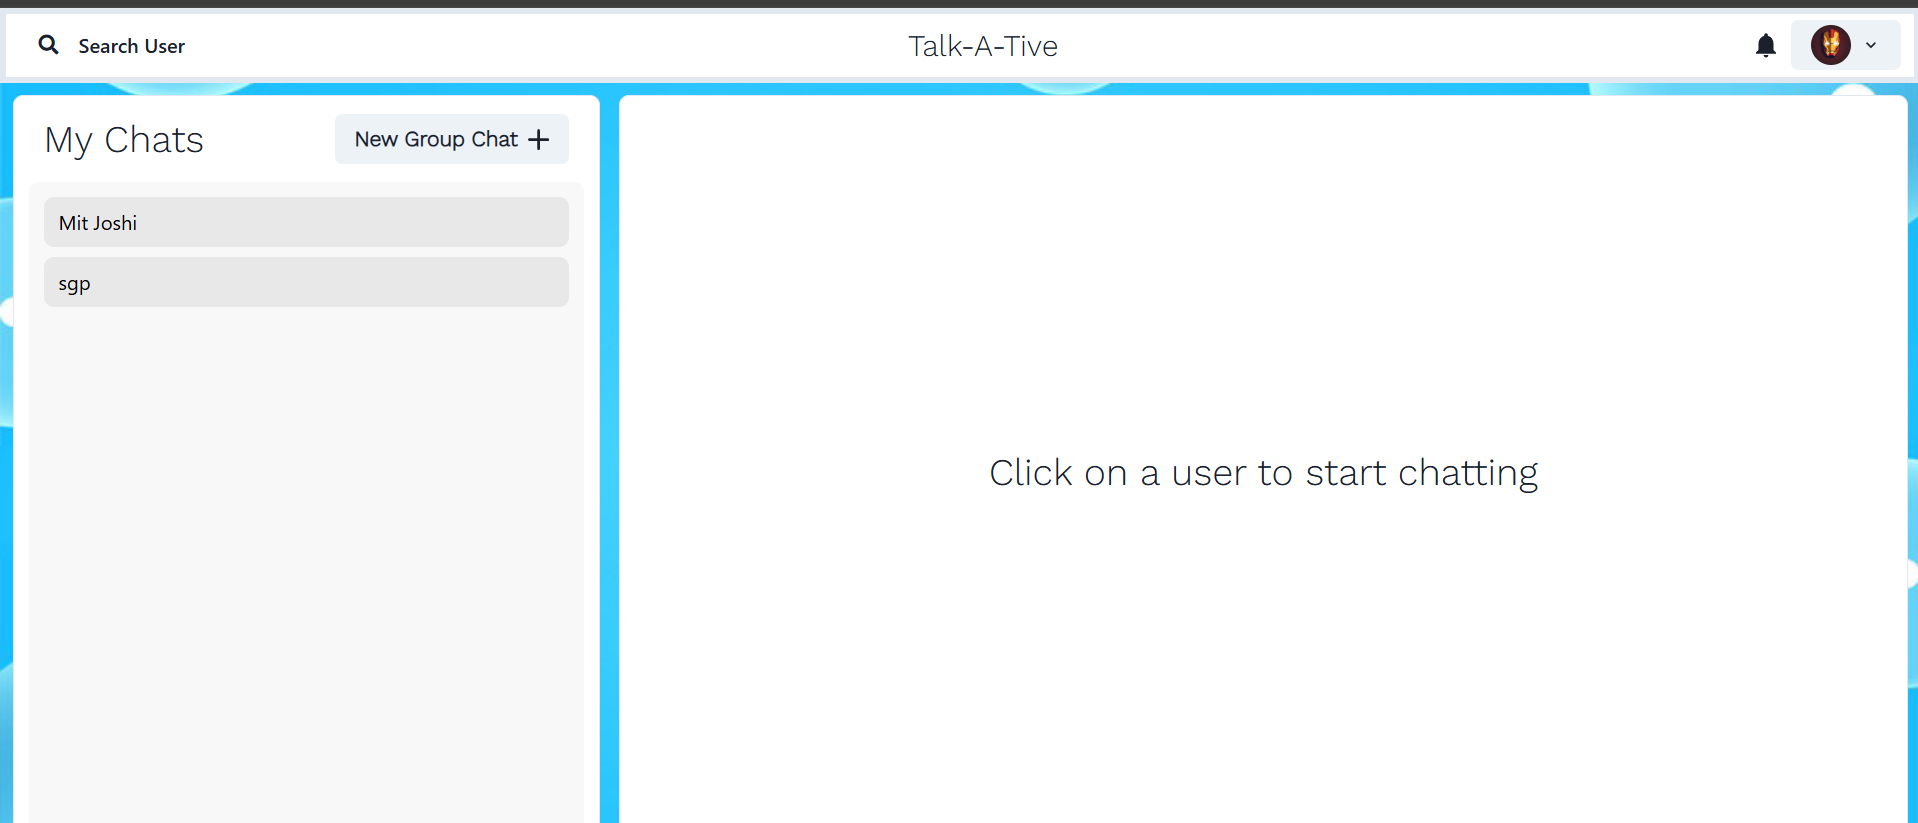 Search User
Talk-A-Tive
My Chats
New Group Chat
Mit Joshi
sgp
Click on a user to start chatting